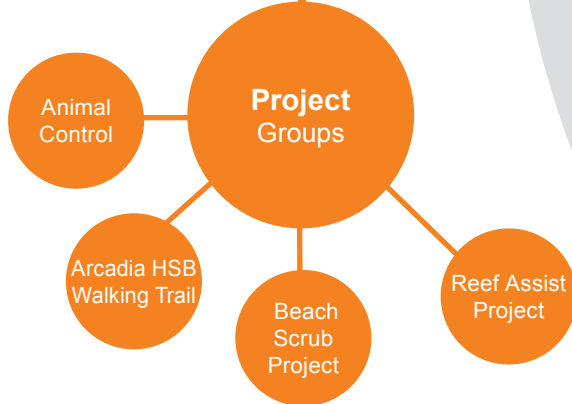 Project
Groups
Animal
Control
Arcadia HSB
Walking Trail
Beach
Scrub
Project
Reef Assist
Project